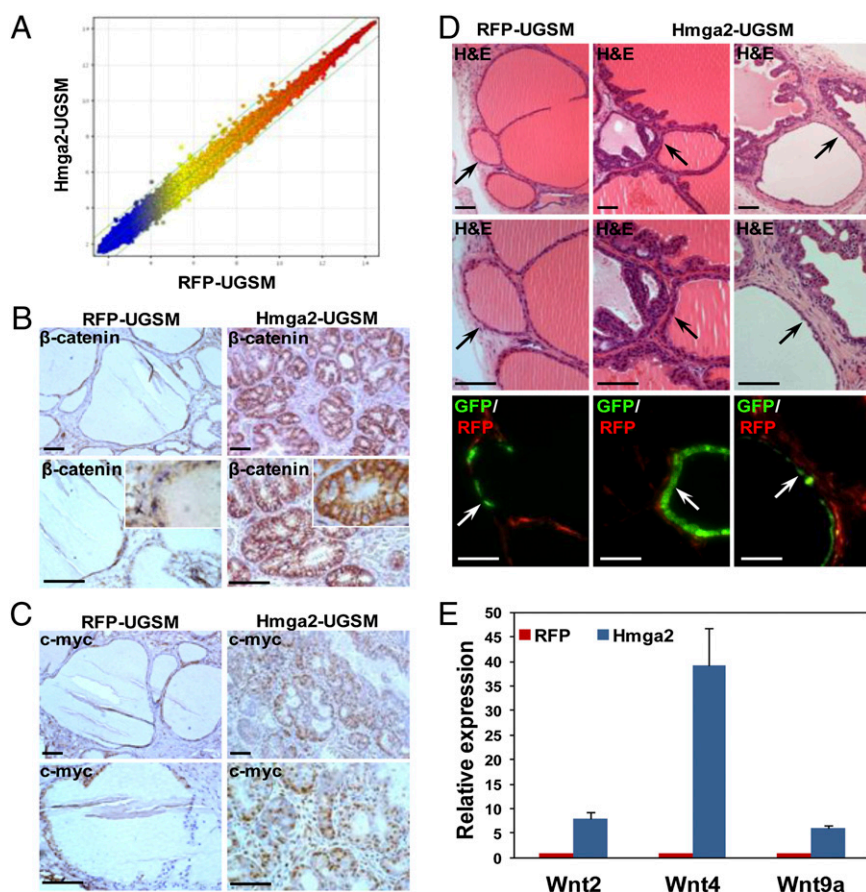 A
Hmga2-UGSM
RFP-UGSM
B
RFP-UGSM Hmga2-UGSM
β-catenin β-catenin
β-catenin β-catenin
C
RFP-UGSM Hmga2-UGSM
c-myc c-myc
c-myc c-myc
D
RFP-UGSM Hmga2-UGSM
H&E H&E H&E
H&E H&E H&E
GFP/ GFP/ GFP/
RFP RFP RFP
E
Relative expression
50
45
40
35
30
25
20
15
10
5
0
RFP Hmga2
Wnt2 Wnt4 Wnt9a